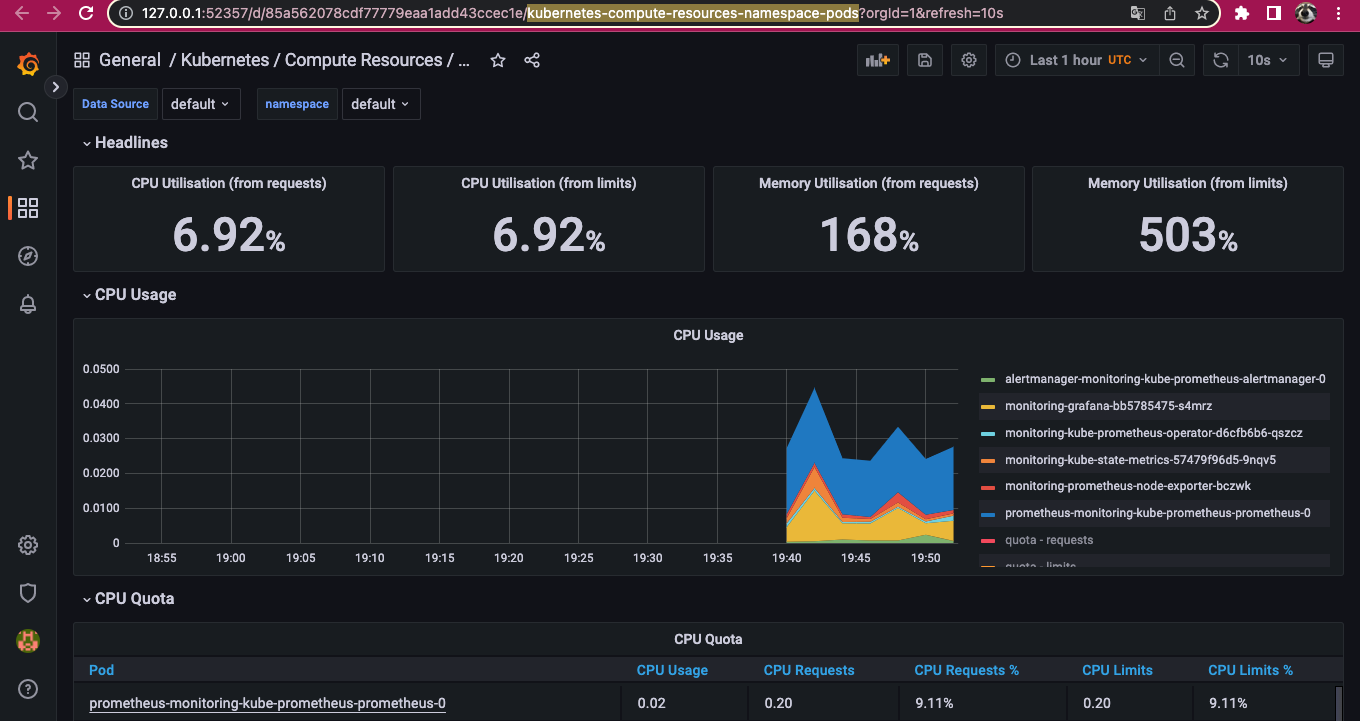 127.0.0.1:52357/d/85a562078cdf77779eaa1add43ccec1e/kubernetes-compute-resources-namespace-pods?orgId=1&refresh=10s
General / Kubernetes / Compute Resources / ...
Last 1 hour UTC
10s
Data Source default namespace default
Headlines
CPU Utilisation (from requests) CPU Utilisation (from limits) Memory Utilisation (from requests) Memory Utilisation (from limits)
6.92% 6.92% 168% 503%
CPU Usage
CPU Usage
0.0500
0.0400
0.0300
0.0200
0.0100
0
18:55 19:00 19:05 19:10 19:15 19:20 19:25 19:30 19:35 19:40 19:45 19:50
alertmanager-monitoring-kube-prometheus-alertmanager-0
monitoring-grafana-bb5785475-s4mrz
monitoring-kube-prometheus-operator-d6cfb6b6-qszcz
monitoring-kube-state-metrics-57479f96d5-9nqv5
monitoring-prometheus-node-exporter-bczwk
prometheus-monitoring-kube-prometheus-prometheus-0
quota - requests
quota - limits
CPU Quota
CPU Quota
Pod CPU Usage CPU Requests CPU Requests % CPU Limits CPU Limits %
prometheus-monitoring-kube-prometheus-prometheus-0 0.02 0.20 9.11% 0.20 9.11%